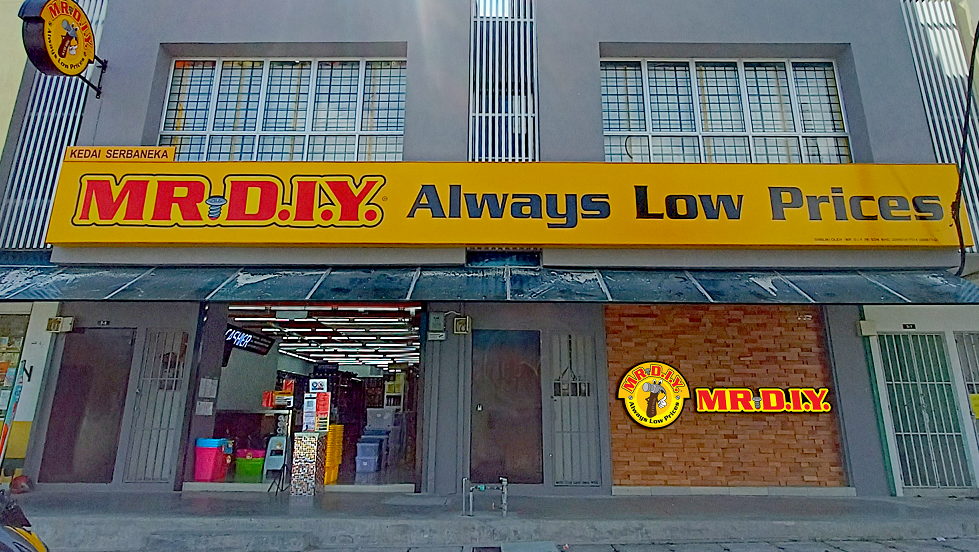 MR.D.I.Y.
Always Low Prices
KEDAI SERBANEKA
MR.D.I.Y. Always Low Prices
CASHIER
MR.D.I.Y.
Always Low Prices
MR.D.I.Y.